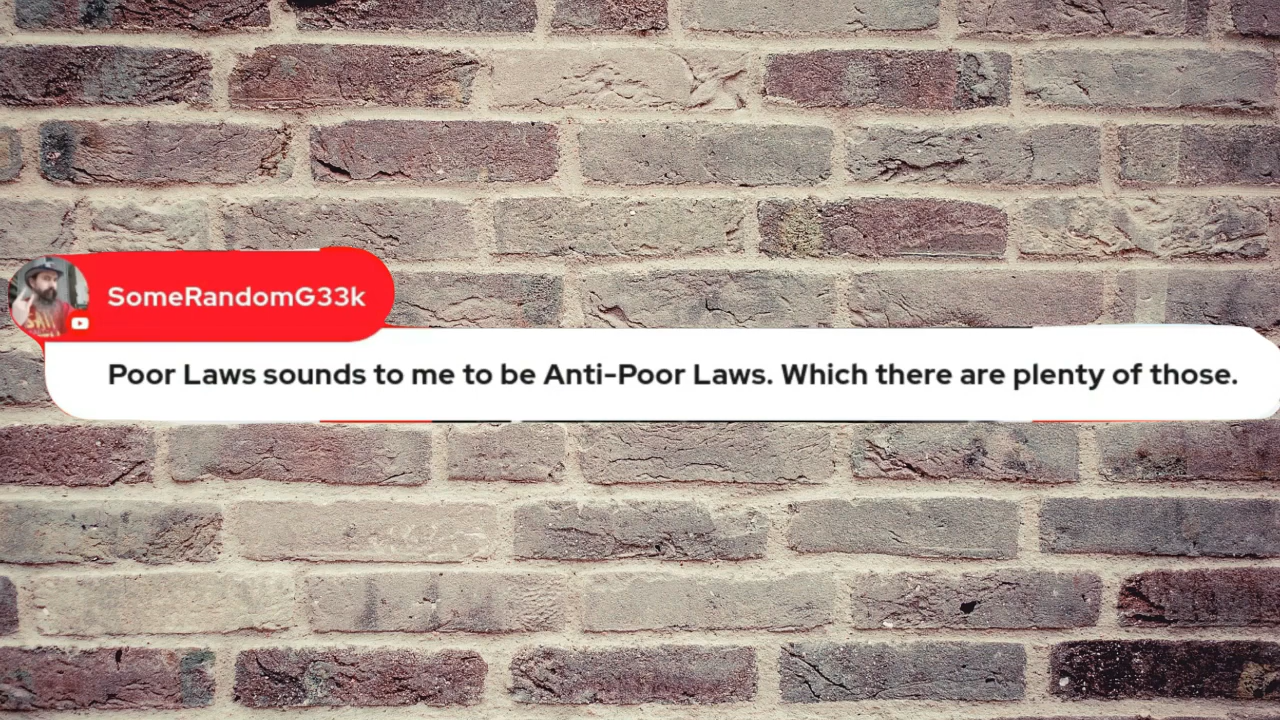 SomeRandomG33k
Poor Laws sounds to me to be Anti-Poor Laws. Which there are plenty of those.